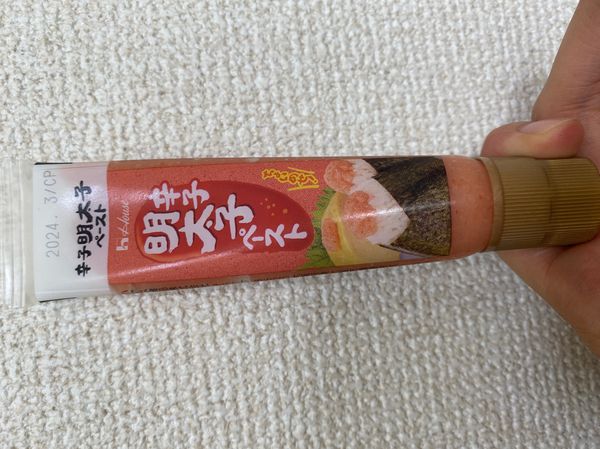 2024. 3/CP
辛子明太子
ペースト
House
辛子
明太子
ペースト